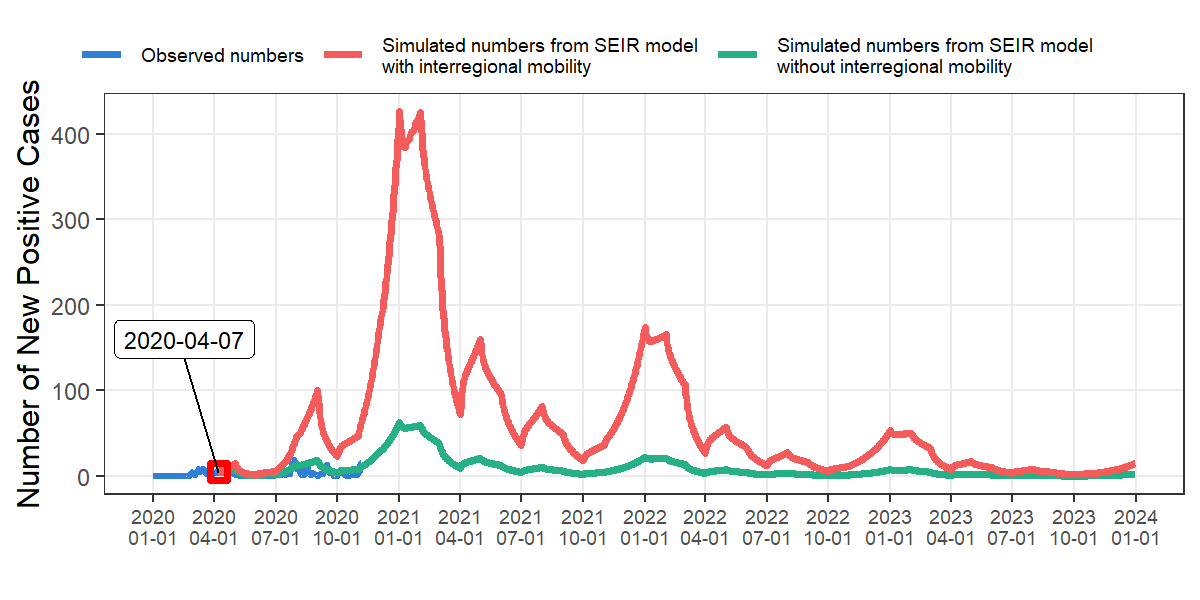 Observed numbers
Simulated numbers from SEIR model
with interregional mobility
Simulated numbers from SEIR model
without interregional mobility
Number of New Positive Cases
400
300
200
100
0
2020-04-07
2020 2020 2020 2020 2021 2021 2021 2021 2022 2022 2022 2022 2023 2023 2023 2023 2024
01-01 04-01 07-01 10-01 01-01 04-01 07-01 10-01 01-01 04-01 07-01 10-01 01-01 04-01 07-01 10-01 01-01